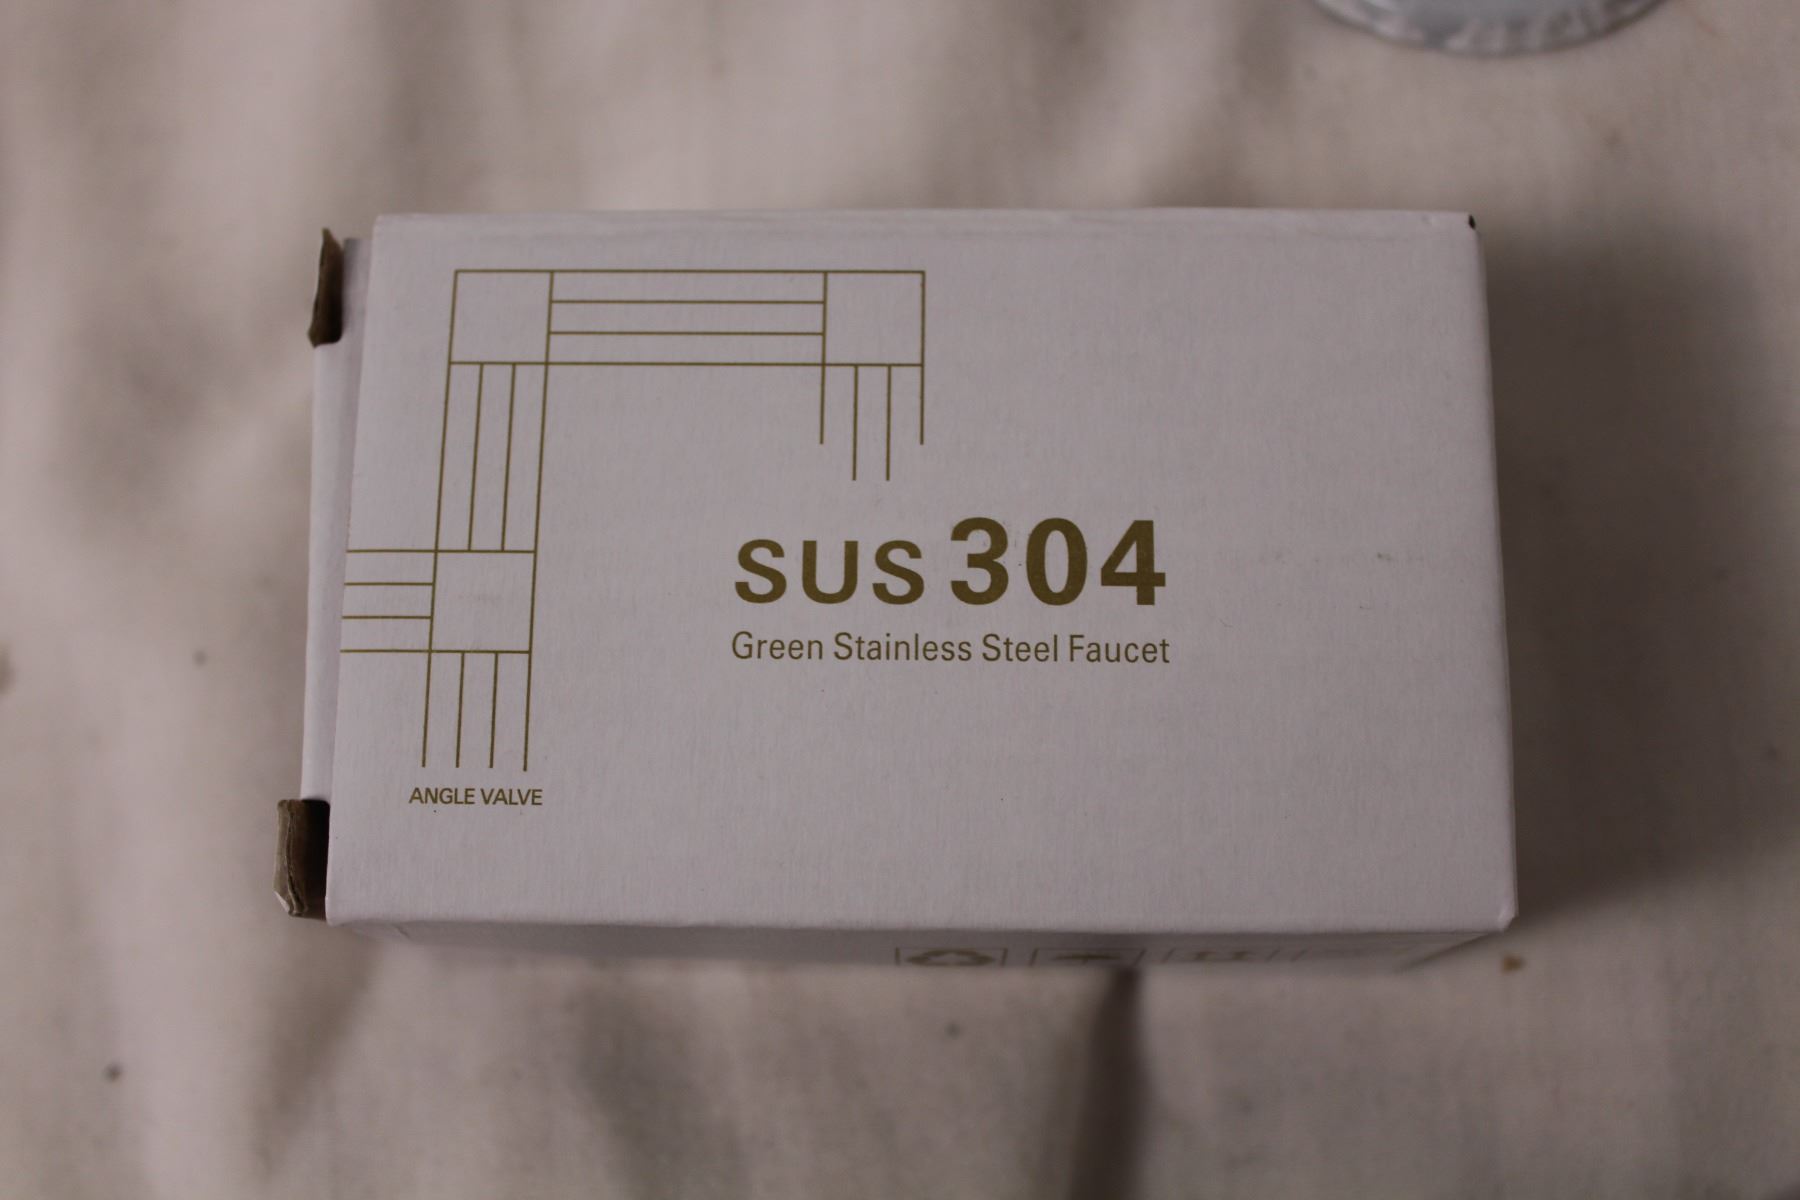 SUS 304
Green Stainless Steel Faucet
ANGLE VALVE